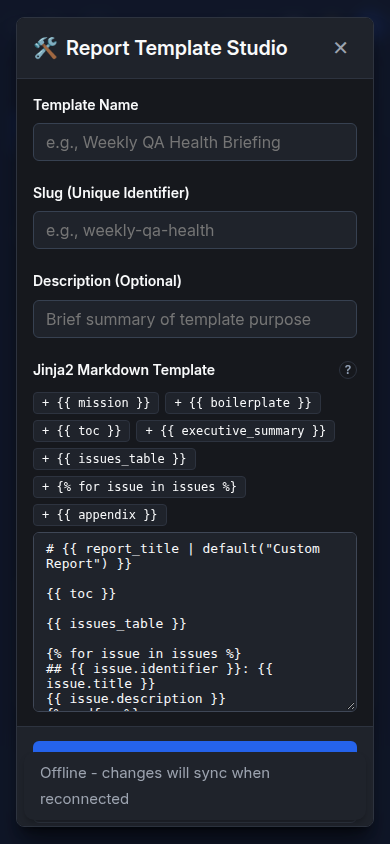 🛠️ Report Template Studio ✕
Template Name
e.g., Weekly QA Health Briefing
Slug (Unique Identifier)
e.g., weekly-qa-health
Description (Optional)
Brief summary of template purpose
Jinja2 Markdown Template ?
+ {{ mission }} + {{ boilerplate }}
+ {{ toc }} + {{ executive_summary }}
+ {{ issues_table }}
+ {% for issue in issues %}
+ {{ appendix }}
# {{ report_title | default("Custom
Report") }}
{{ toc }}
{{ issues_table }}
{% for issue in issues %}
## {{ issue.identifier }}: {{
issue.title }}
{{ issue.description }}
Offline - changes will sync when
reconnected